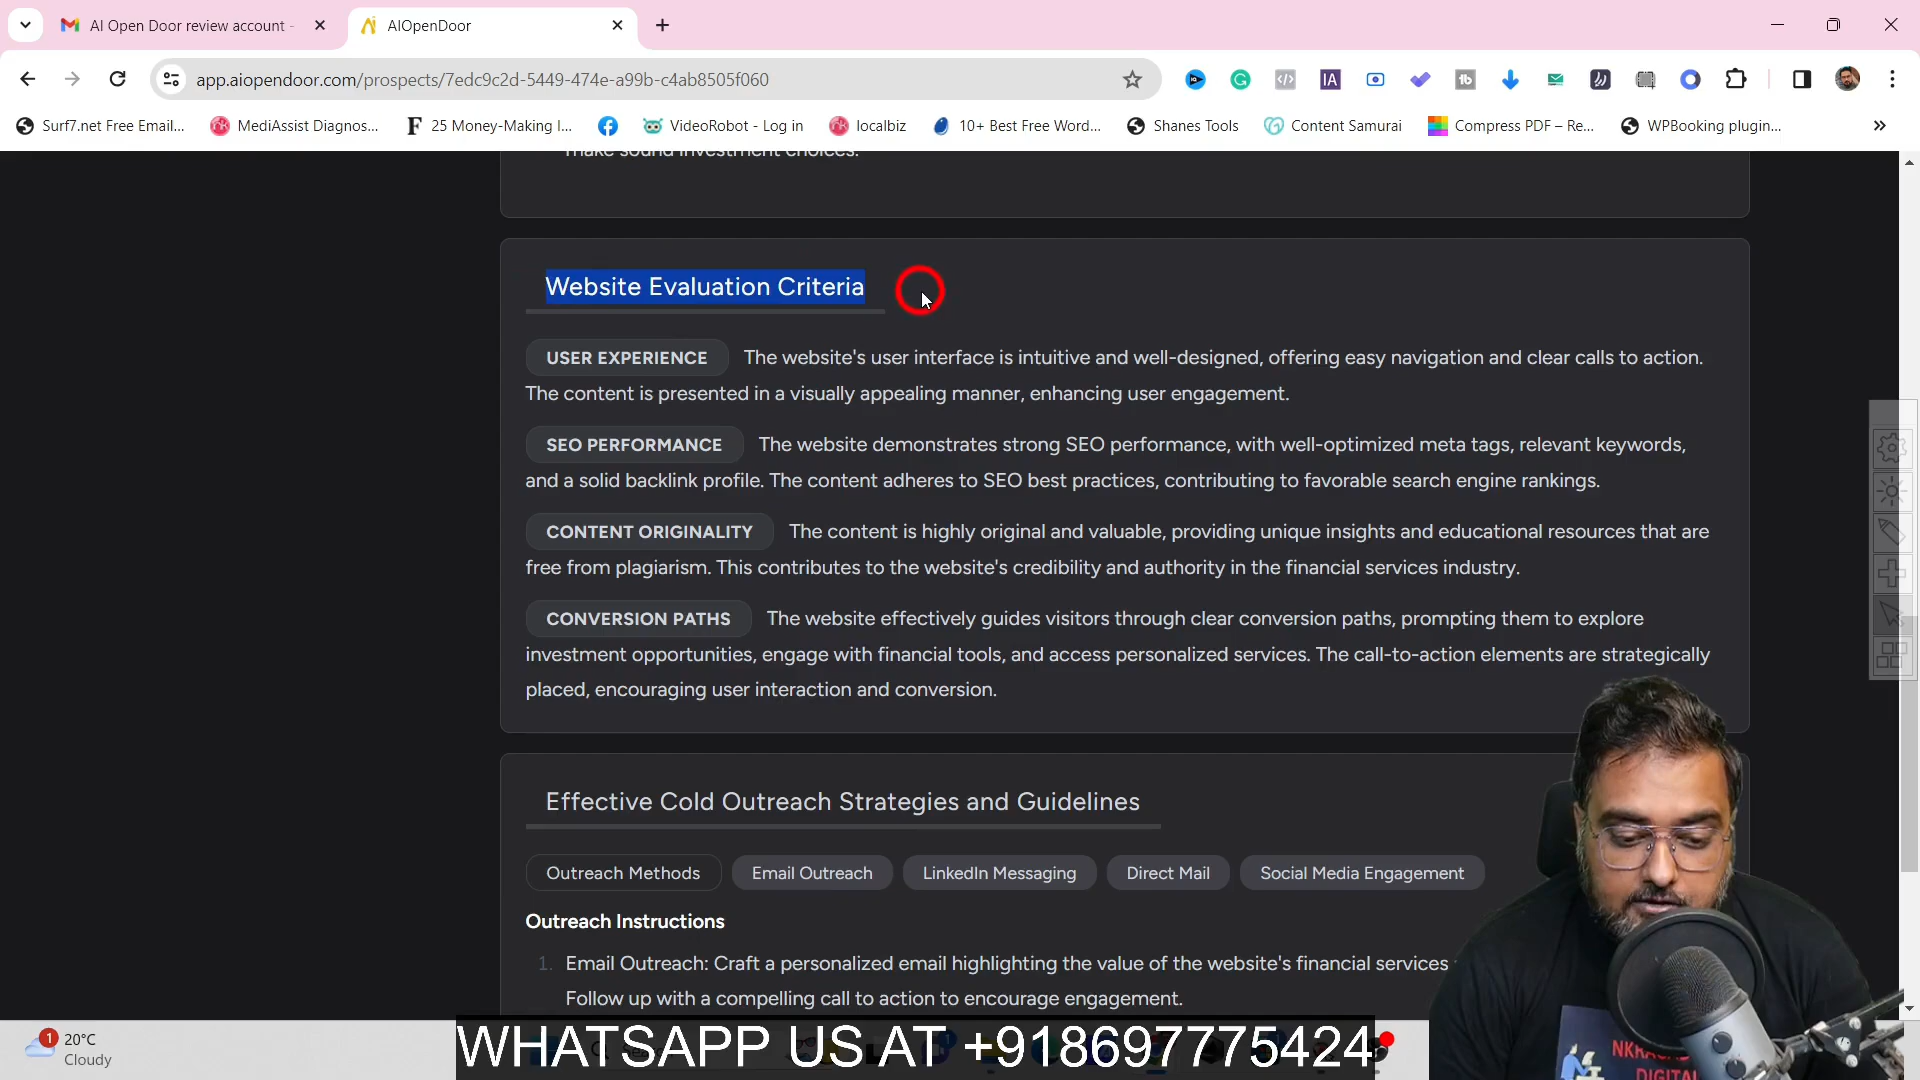 AI Open Door review account -
AIOpenDoor
app.aiopendoor.com/prospects/7edc9c2d-5449-474e-a99b-c4ab8505f060
IA
Surf7.net Free Email...
MediAssist Diagnos...
25 Money-Making I...
VideoRobot - Log in
localbiz
10+ Best Free Word...
Shanes Tools
Content Samurai
Compress PDF – Re...
WPBooking plugin...
make sound investment choices.
Website Evaluation Criteria
USER EXPERIENCE The website's user interface is intuitive and well-designed, offering easy navigation and clear calls to action.
The content is presented in a visually appealing manner, enhancing user engagement.
SEO PERFORMANCE The website demonstrates strong SEO performance, with well-optimized meta tags, relevant keywords,
and a solid backlink profile. The content adheres to SEO best practices, contributing to favorable search engine rankings.
CONTENT ORIGINALITY The content is highly original and valuable, providing unique insights and educational resources that are
free from plagiarism. This contributes to the website's credibility and authority in the financial services industry.
CONVERSION PATHS The website effectively guides visitors through clear conversion paths, prompting them to explore
investment opportunities, engage with financial tools, and access personalized services. The call-to-action elements are strategically
placed, encouraging user interaction and conversion.
Effective Cold Outreach Strategies and Guidelines
Outreach Methods Email Outreach LinkedIn Messaging Direct Mail Social Media Engagement
Outreach Instructions
1. Email Outreach: Craft a personalized email highlighting the value of the website's financial services
Follow up with a compelling call to action to encourage engagement.
1
20°C
Cloudy
WHATSAPP US AT +918697775424
DIGITAL